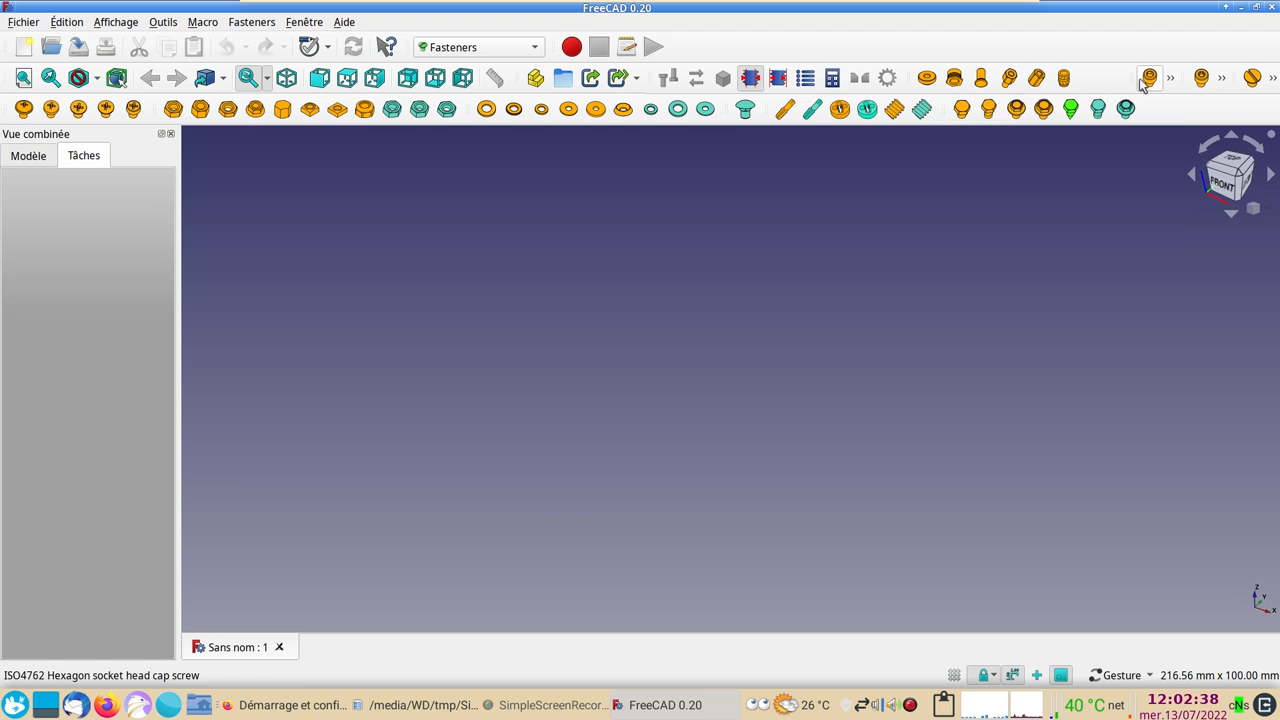 FreeCAD 0.20
Fichier Édition Affichage Outils Macro Fasteners Fenêtre Aide
Fasteners
Vue combinée
Modèle Tâches
FRONT
Z
Y
X
Sans nom : 1
ISO4762 Hexagon socket head cap screw
Gesture 216.56 mm x 100.00 mm
Démarrage et confi... /media/WD/tmp/Si... SimpleScreenRecor... FreeCAD 0.20 26 °C 40 °C net 12:02:38 cNs
mer.13/07/2022